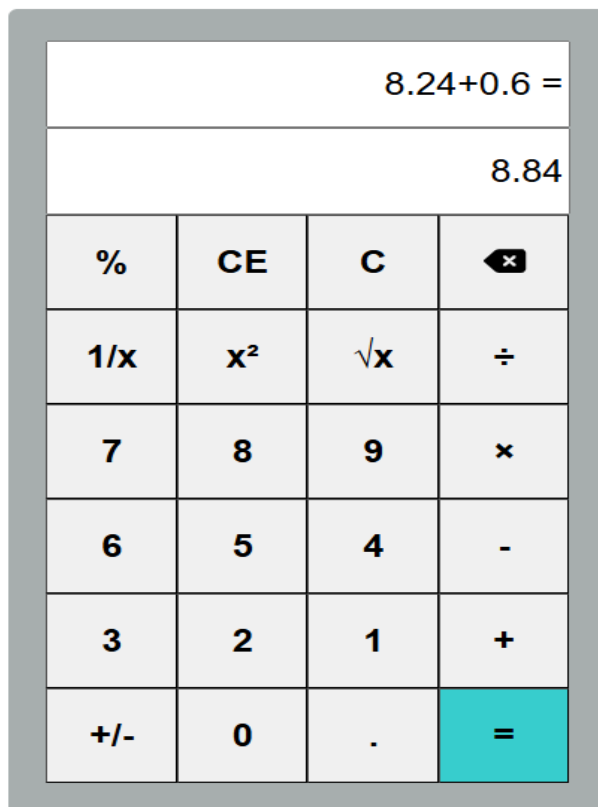 8.24+0.6 =
8.84
% CE C
1/x x² √x ÷
7 8 9 ×
6 5 4 -
3 2 1 +
+/- 0 . =